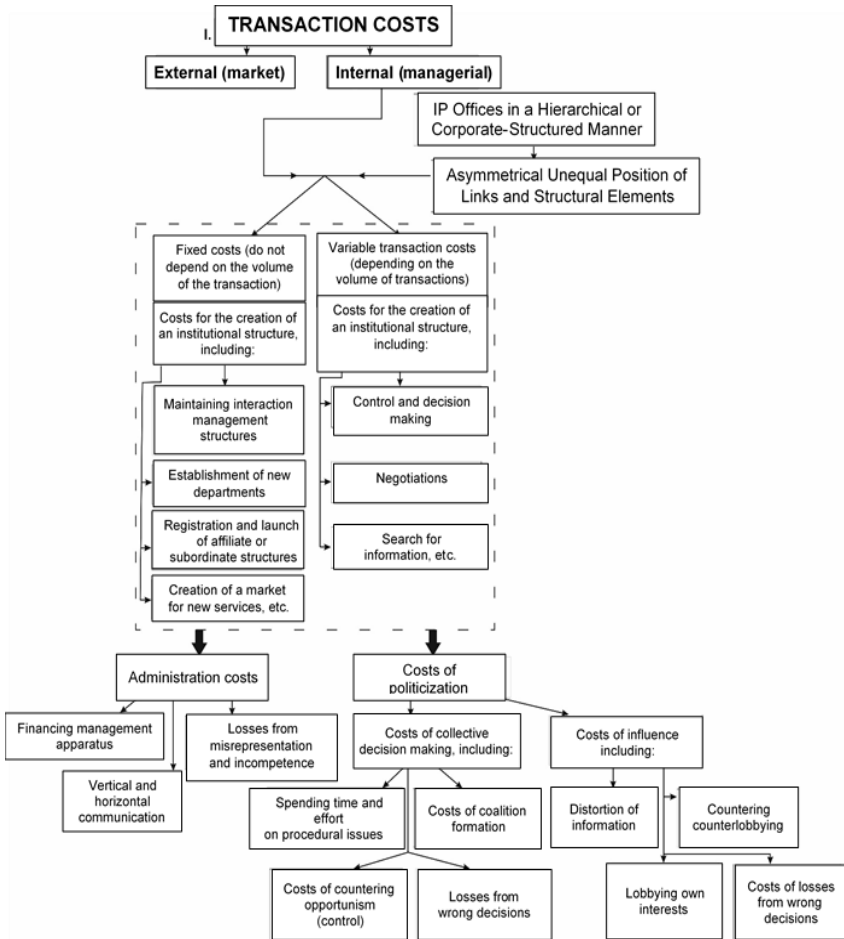 I. TRANSACTION COSTS
External (market)
Internal (managerial)
IP Offices in a Hierarchical or
Corporate-Structured Manner
Asymmetrical Unequal Position of
Links and Structural Elements
Fixed costs (do not
depend on the volume
of the transaction)
Variable transaction costs
(depending on the
volume of transactions)
Costs for the creation of
an institutional structure,
including:
Costs for the creation of
an institutional structure,
including:
Maintaining interaction
management
structures
Control and decision
making
Establishment of new
departments
Negotiations
Registration and launch
of affiliate or
subordinate structures
Search for
information, etc.
Creation of a market
for new services, etc.
Administration costs
Costs of
politicization
Financing management
apparatus
Losses from
misrepresentation
and incompetence
Costs of collective
decision making, including:
Costs of influence
including:
Vertical and
horizontal
communication
Spending time and
effort
on procedural issues
Costs of coalition
formation
Distortion of
information
Countering
counterlobbying
Costs of countering
opportunism
(control)
Losses from
wrong decisions
Lobbying own
interests
Costs of losses
from wrong
decisions